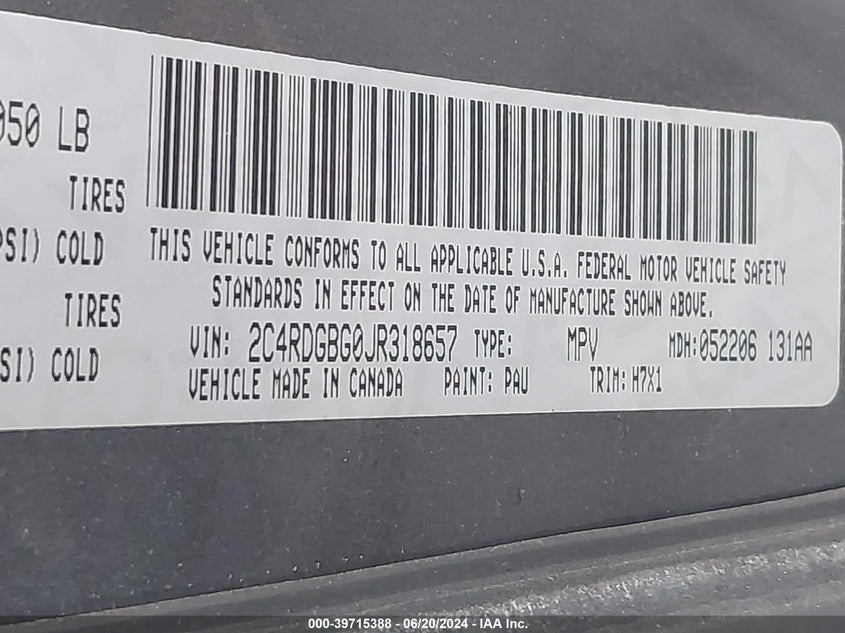 050 LB
TIRES
PSI) COLD
TIRES
SI) COLD
THIS VEHICLE CONFORMS TO ALL APPLICABLE U.S.A. FEDERAL MOTOR VEHICLE SAFETY
STANDARDS IN EFFECT ON THE DATE OF MANUFACTURE SHOWN ABOVE.
VIN: 2C4RDGBG0JR318657 TYPE: MPV MDH:052206 131AA
VEHICLE MADE IN CANADA PAINT: PAU TRIM: H7X1
000-39715388 - 06/20/2024 - IAA Inc.